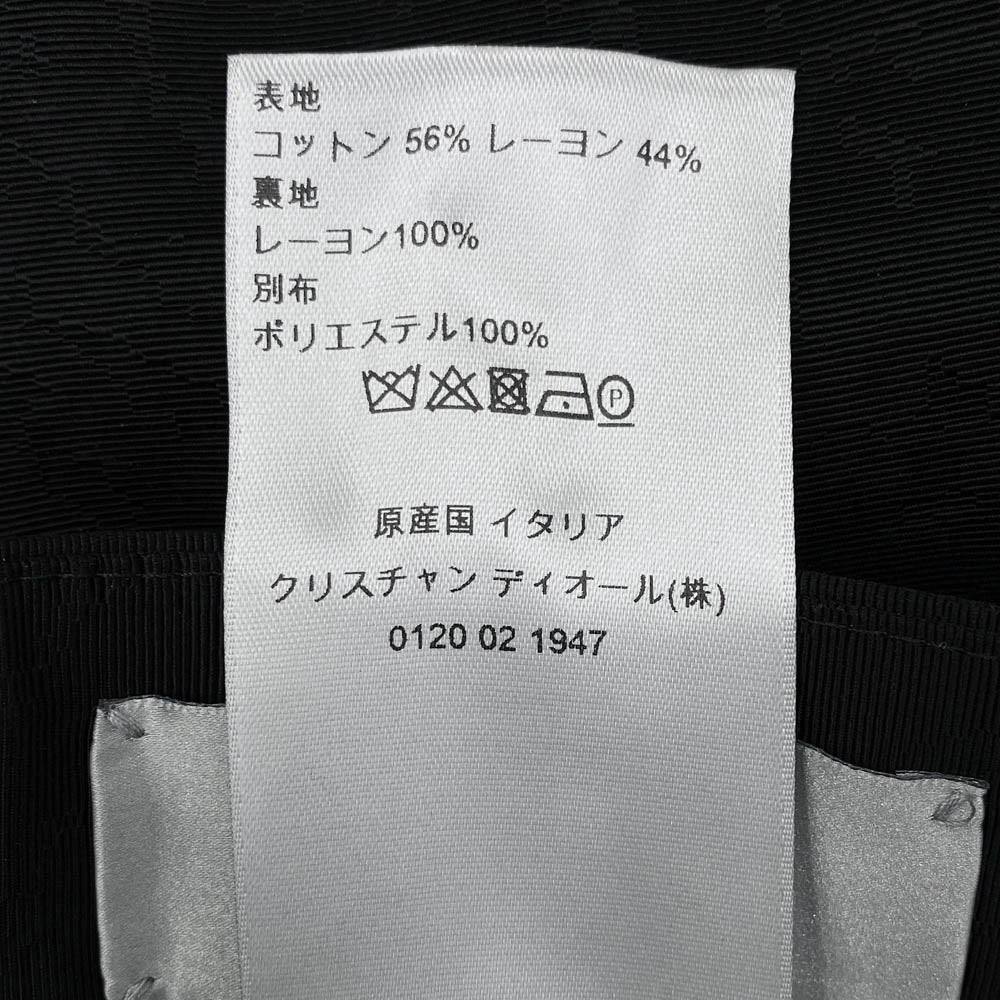 表地
コットン 56% レーヨン 44%
裏地
レーヨン100%
別布
ポリエステル100%
P
原産国 イタリア
クリスチャン ディオール(株)
0120 02 1947